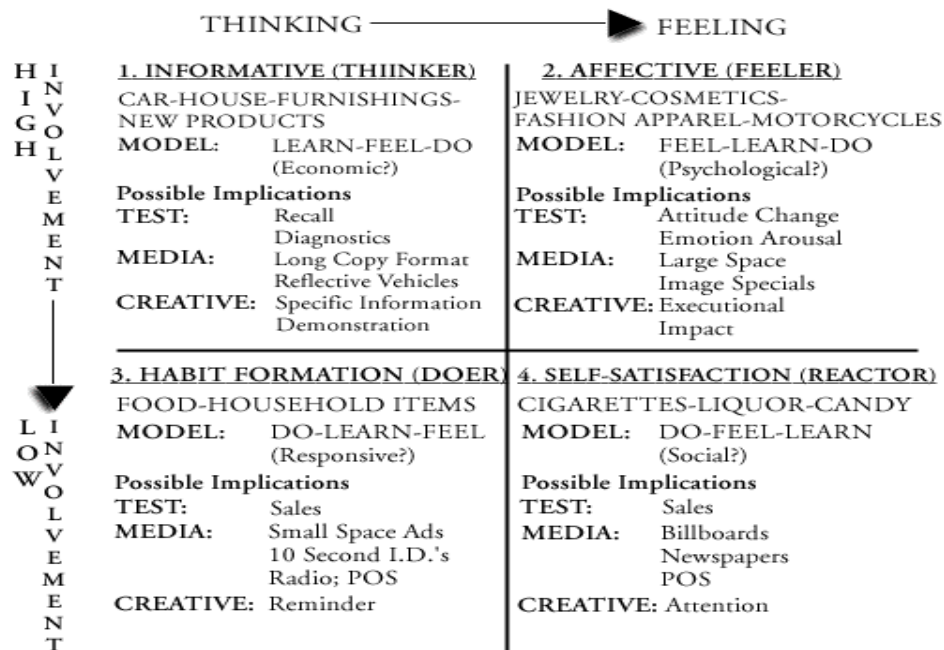 THINKING FEELING
HIGH INVOLVEMENT
1. INFORMATIVE (THIINKER)
CAR-HOUSE-FURNISHINGS-
NEW PRODUCTS
MODEL: LEARN-FEEL-DO
(Economic?)
Possible Implications
TEST: Recall
Diagnostics
MEDIA: Long Copy Format
Reflective Vehicles
CREATIVE: Specific Information
Demonstration
2. AFFECTIVE (FEELER)
JEWELRY-COSMETICS-
FASHION APPAREL-MOTORCYCLES
MODEL: FEEL-LEARN-DO
(Psychological?)
Possible Implications
TEST: Attitude Change
Emotion Arousal
MEDIA: Large Space
Image Specials
CREATIVE: Executional
Impact
LOW INVOLVEMENT
3. HABIT FORMATION (DOER)
FOOD-HOUSEHOLD ITEMS
MODEL: DO-LEARN-FEEL
(Responsive?)
Possible Implications
TEST: Sales
MEDIA: Small Space Ads
10 Second I.D.'s
Radio; POS
CREATIVE: Reminder
4. SELF-SATISFACTION (REACTOR)
CIGARETTES-LIQUOR-CANDY
MODEL: DO-FEEL-LEARN
(Social?)
Possible Implications
TEST: Sales
MEDIA: Billboards
Newspapers
POS
CREATIVE: Attention